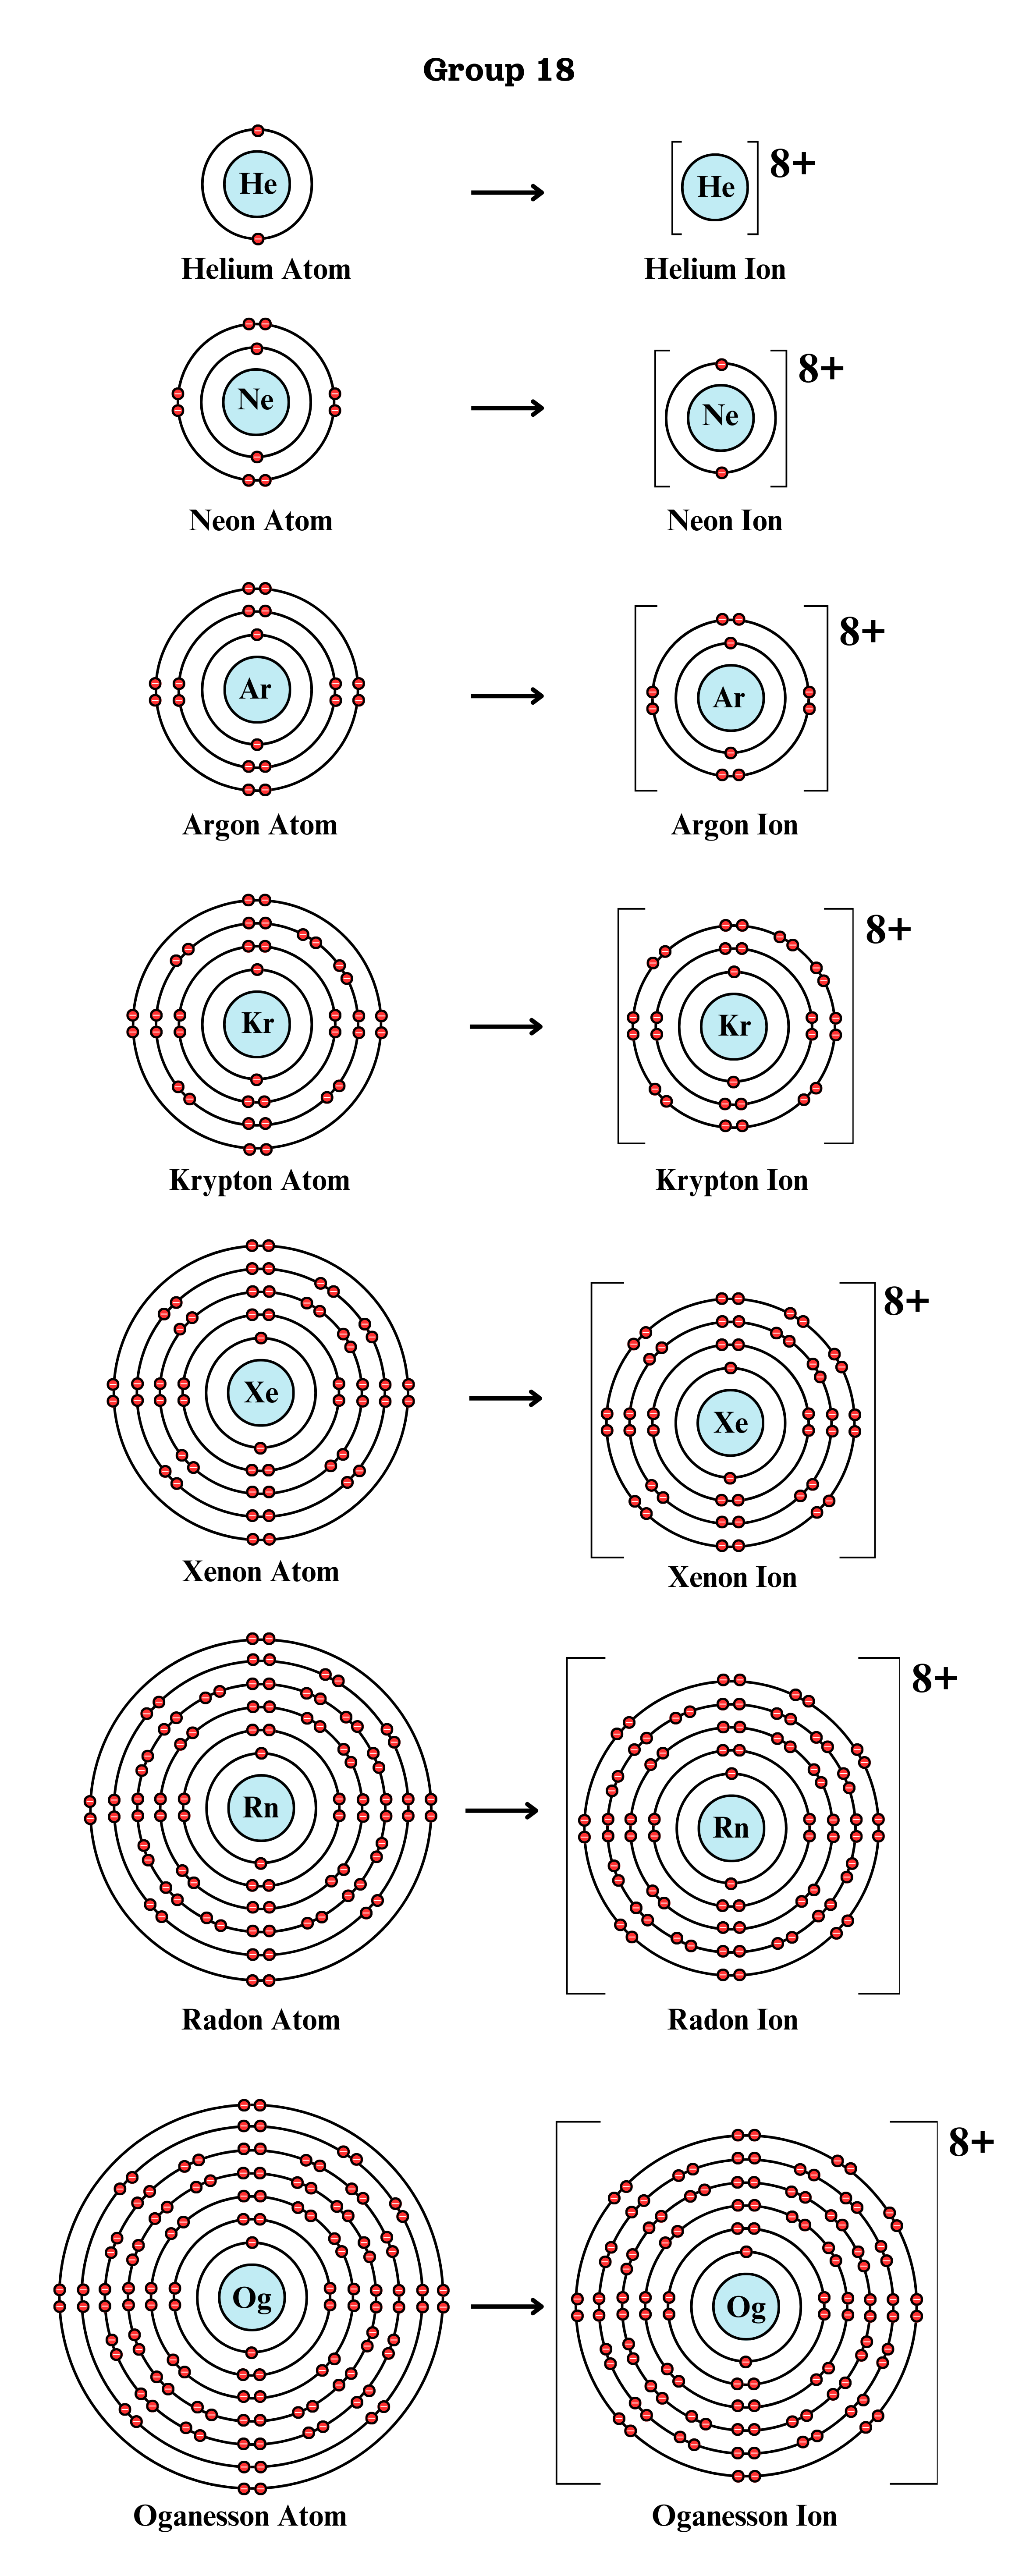 Group 18
He
He
8+
Helium Atom
Helium Ion
Ne
Ne
8+
Neon Atom
Neon Ion
Ar
Ar
8+
Argon Atom
Argon Ion
Kr
Kr
8+
Krypton Atom
Krypton Ion
Xe
Xe
8+
Xenon Atom
Xenon Ion
Rn
Rn
8+
Radon Atom
Radon Ion
Og
Og
8+
Oganesson Atom
Oganesson Ion